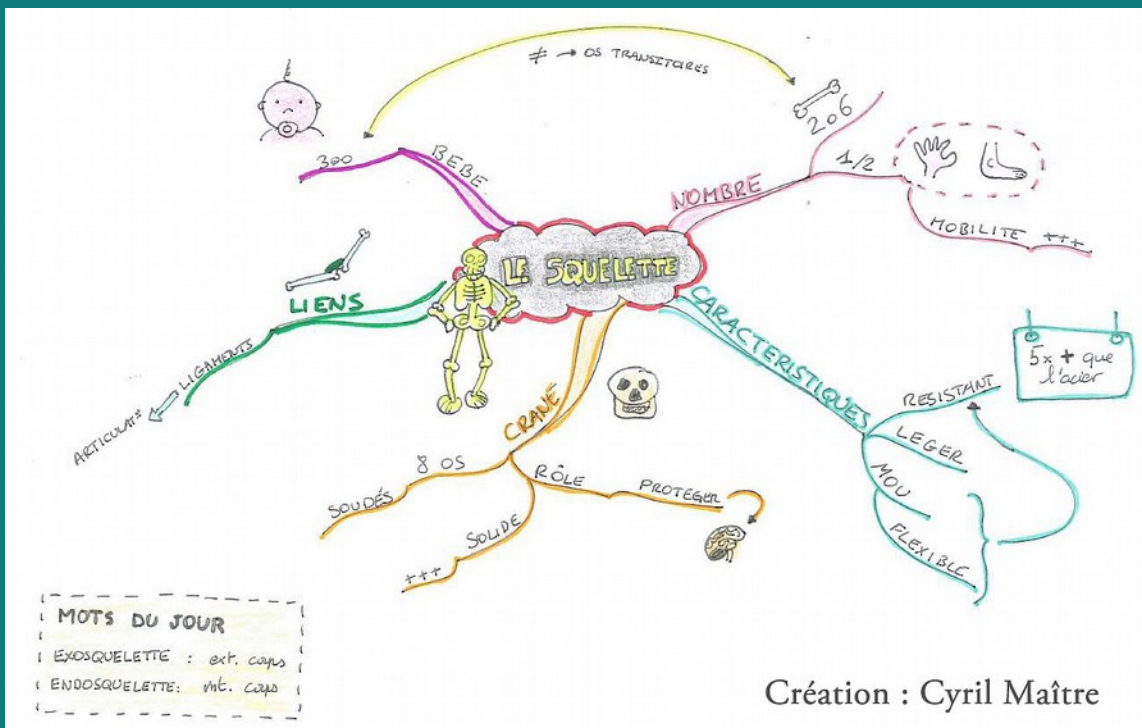 ≠ → OS TRANSITOIRES
206
1/2
NOMBRE
MOBILITE +++
BEBE
300
LE SQUELETTE
LIENS
LIGAMENTS
ARTICULAT°
CARACTERISTIQUES
5x + que
l'acier
RESISTANT
LEGER
MOU
FLEXIBLE
CRANE
8 OS
SOUDÉS
RÔLE
PROTEGER
SOLIDE
+++
MOTS DU JOUR
EXOSQUELETTE : ext. corps
ENDOSQUELETTE: int. corps
Création : Cyril Maître